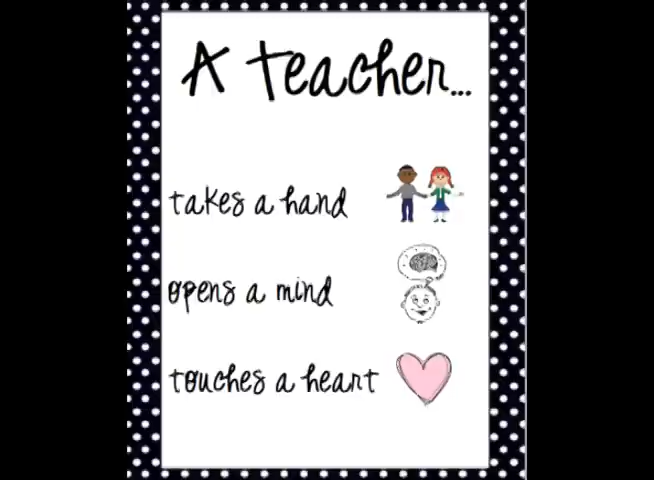 A Teacher...
takes a hand
opens a mind
touches a heart